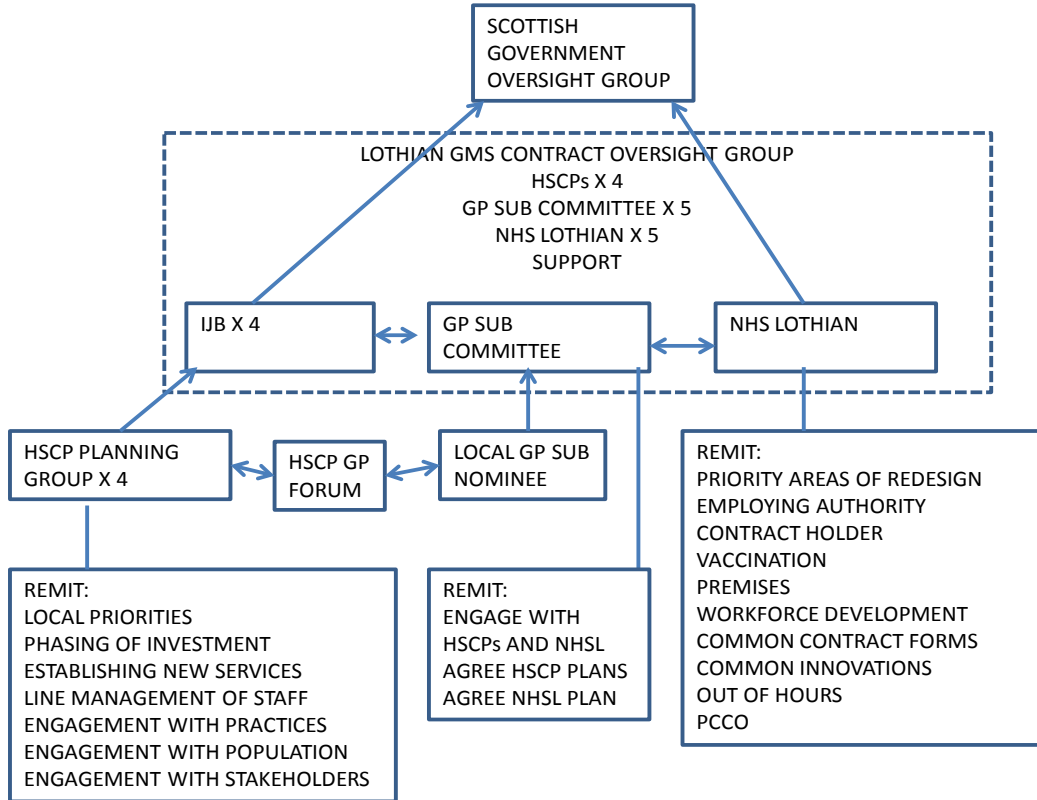 SCOTTISH
GOVERNMENT
OVERSIGHT GROUP
LOTHIAN GMS CONTRACT OVERSIGHT GROUP
HSCPs X 4
GP SUB COMMITTEE X 5
NHS LOTHIAN X 5
SUPPORT
IJB X 4
GP SUB
COMMITTEE
NHS LOTHIAN
HSCP PLANNING
GROUP X 4
HSCP GP
FORUM
LOCAL GP SUB
NOMINEE
REMIT:
PRIORITY AREAS OF REDESIGN
EMPLOYING AUTHORITY
CONTRACT HOLDER
VACCINATION
PREMISES
WORKFORCE DEVELOPMENT
COMMON CONTRACT FORMS
COMMON INNOVATIONS
OUT OF HOURS
PCCO
REMIT:
LOCAL PRIORITIES
PHASING OF INVESTMENT
ESTABLISHING NEW SERVICES
LINE MANAGEMENT OF STAFF
ENGAGEMENT WITH PRACTICES
ENGAGEMENT WITH POPULATION
ENGAGEMENT WITH STAKEHOLDERS
REMIT:
ENGAGE WITH
HSCPs AND NHSL
AGREE HSCP PLANS
AGREE NHSL PLAN